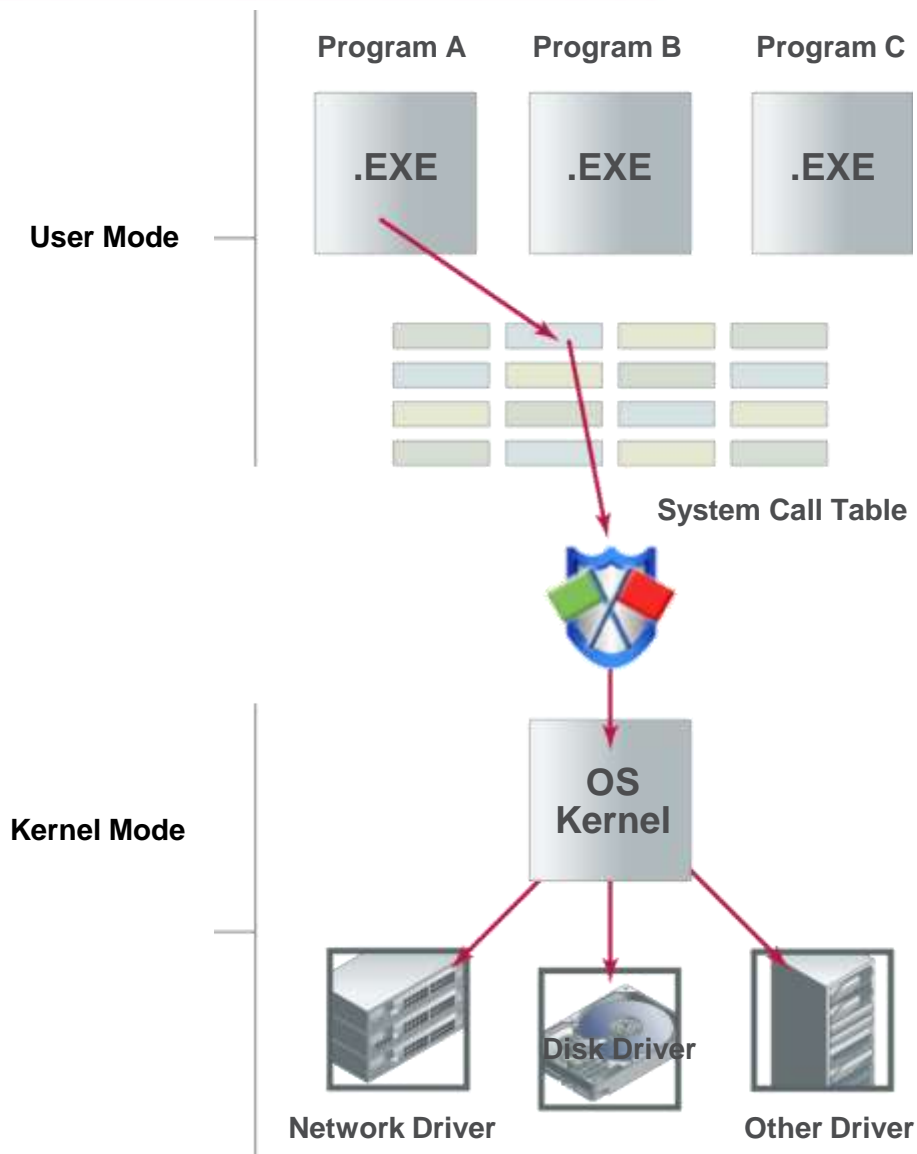 Program A
Program B
Program C
.EXE
.EXE
.EXE
User Mode
System Call Table
OS
Kernel
Kernel Mode
Disk Driver
Network Driver
Other Driver